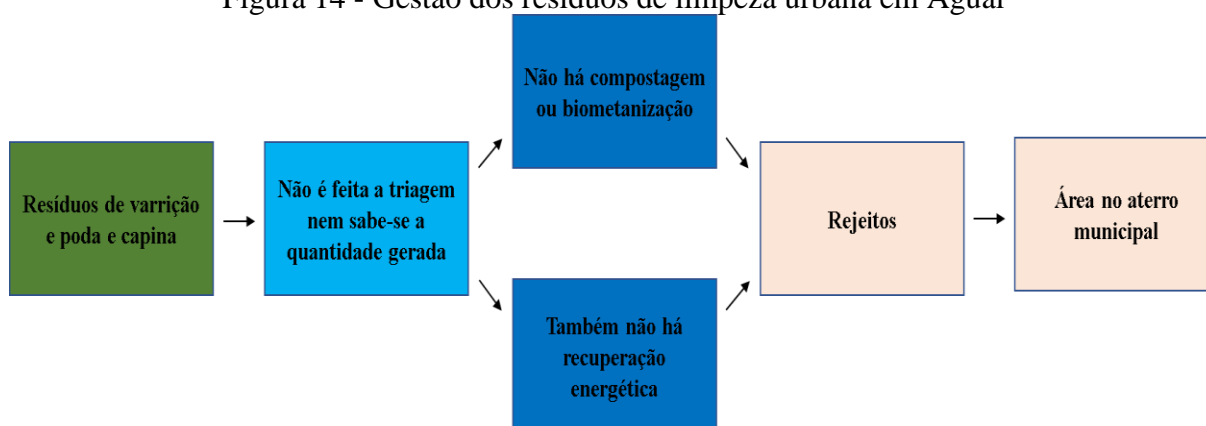 Figura 14 - Gestão dos resíduos de limpeza urbana em Aguaí
Não há compostagem
ou biometanização
Resíduos de varrição
e poda e capina
Não é feita a triagem
nem sabe-se a
quantidade gerada
Também não há
recuperação
energética
Rejeitos
Área no aterro
municipal